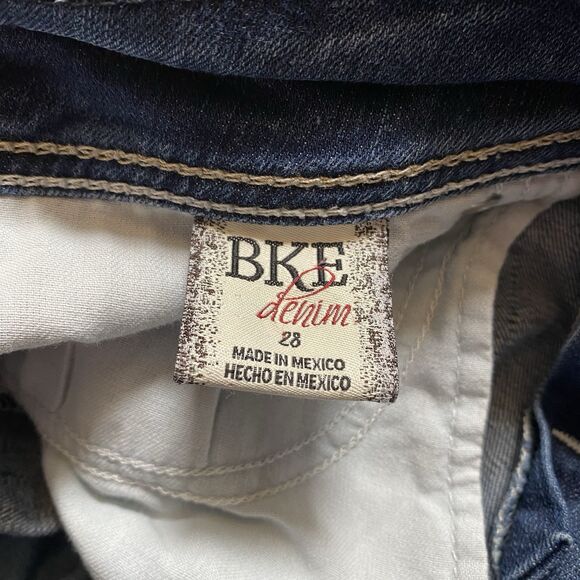 BKE
denim
28
MADE IN MEXICO
HECHO EN MEXICO